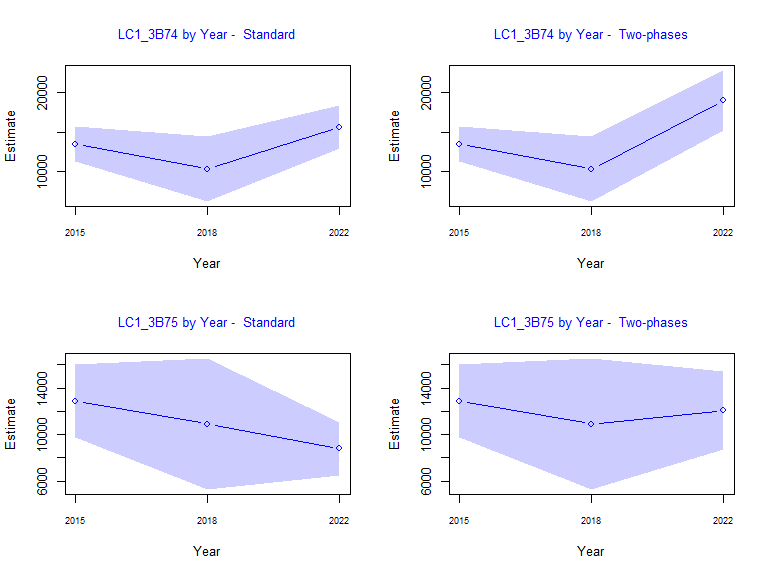 LC1_3B74 by Year -  Standard
Estimate
20000
10000
2015
2018
2022
Year
LC1_3B74 by Year -  Two-phases
Estimate
20000
10000
2015
2018
2022
Year
LC1_3B75 by Year -  Standard
Estimate
14000
10000
6000
2015
2018
2022
Year
LC1_3B75 by Year -  Two-phases
Estimate
14000
10000
6000
2015
2018
2022
Year